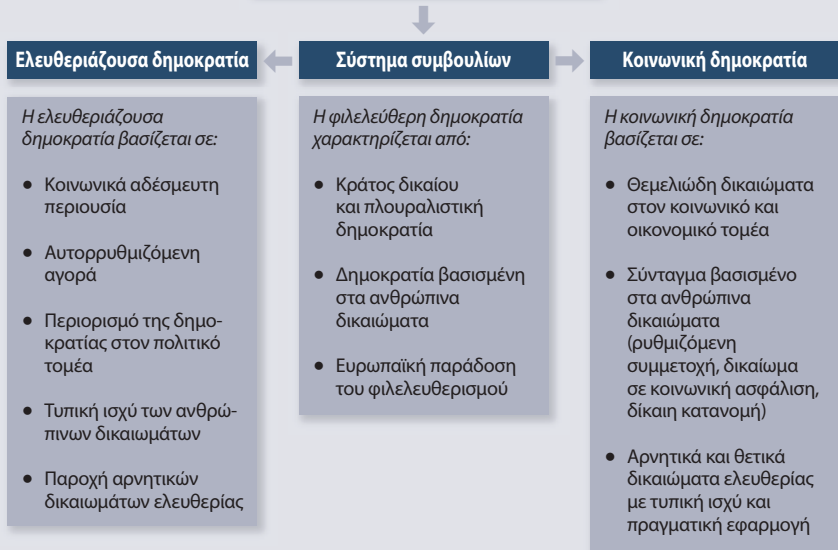 Ελευθεριάζουσα δημοκρατία
Η ελευθεριάζουσα
δημοκρατία βασίζεται σε:
• Κοινωνικά αδέσμευτη
περιουσία
• Αυτορρυθμιζόμενη
αγορά
• Περιορισμό της δημο-
κρατίας στον πολιτικό
τομέα
• Τυπική ισχύ των ανθρώ-
πινων δικαιωμάτων
• Παροχή αρνητικών
δικαιωμάτων ελευθερίας
Σύστημα συμβουλίων
Η φιλελεύθερη δημοκρατία
χαρακτηρίζεται από:
• Κράτος δικαίου
και πλουραλιστική
δημοκρατία
• Δημοκρατία βασισμένη
στα ανθρώπινα
δικαιώματα
• Ευρωπαϊκή παράδοση
του φιλελευθερισμού
Κοινωνική δημοκρατία
Η κοινωνική δημοκρατία
βασίζεται σε:
• Θεμελιώδη δικαιώματα
στον κοινωνικό και
οικονομικό τομέα
• Σύνταγμα βασισμένο
στα ανθρώπινα
δικαιώματα
(ρυθμιζόμενη
συμμετοχή, δικαίωμα
σε κοινωνική ασφάλιση,
δίκαιη κατανομή)
• Αρνητικά και θετικά
δικαιώματα ελευθερίας
με τυπική ισχύ και
πραγματική εφαρμογή